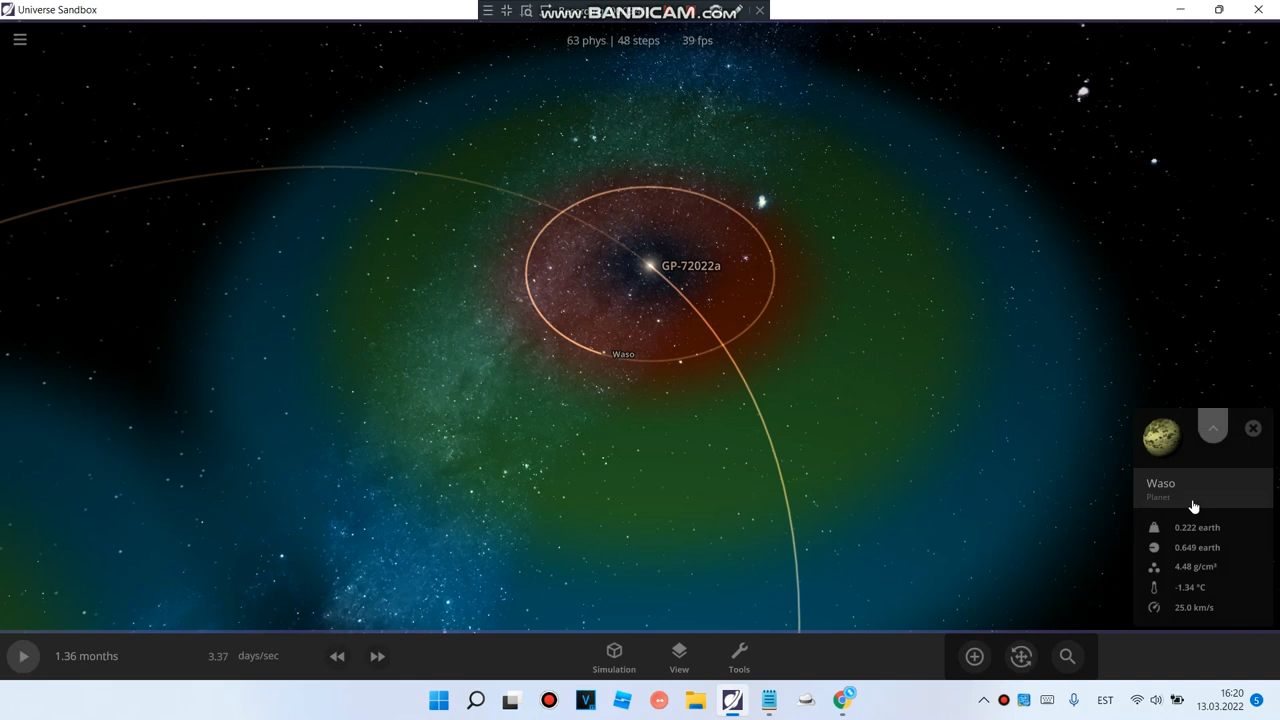 Universe Sandbox
www.BANDICAM.com
63 phys | 48 steps 39 fps
GP-72022a
Waso
Waso
Planet
0.222 earth
0.649 earth
4.48 g/cm³
-1.34 °C
25.0 km/s
1.36 months
3.37 days/sec
Simulation
View
Tools
EST
16:20
13.03.2022
5